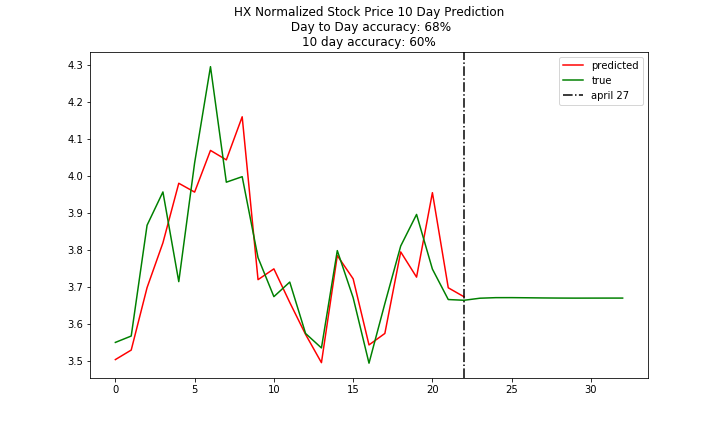 HX Normalized Stock Price 10 Day Prediction
Day to Day accuracy: 68%
10 day accuracy: 60%
predicted
true
april 27
4.3
4.2
4.1
4.0
3.9
3.8
3.7
3.6
3.5
0 5 10 15 20 25 30